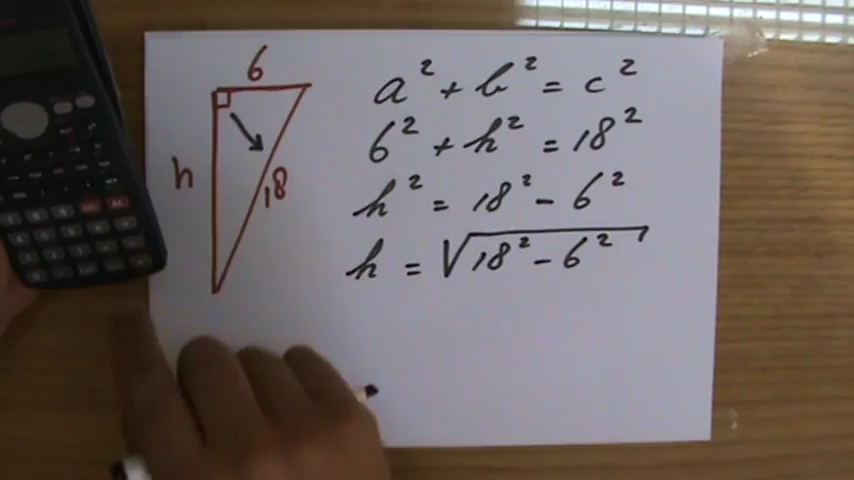 6
h
18
a² + b² = c²
6² + h² = 18²
h² = 18² - 6²
h = √18² - 6²